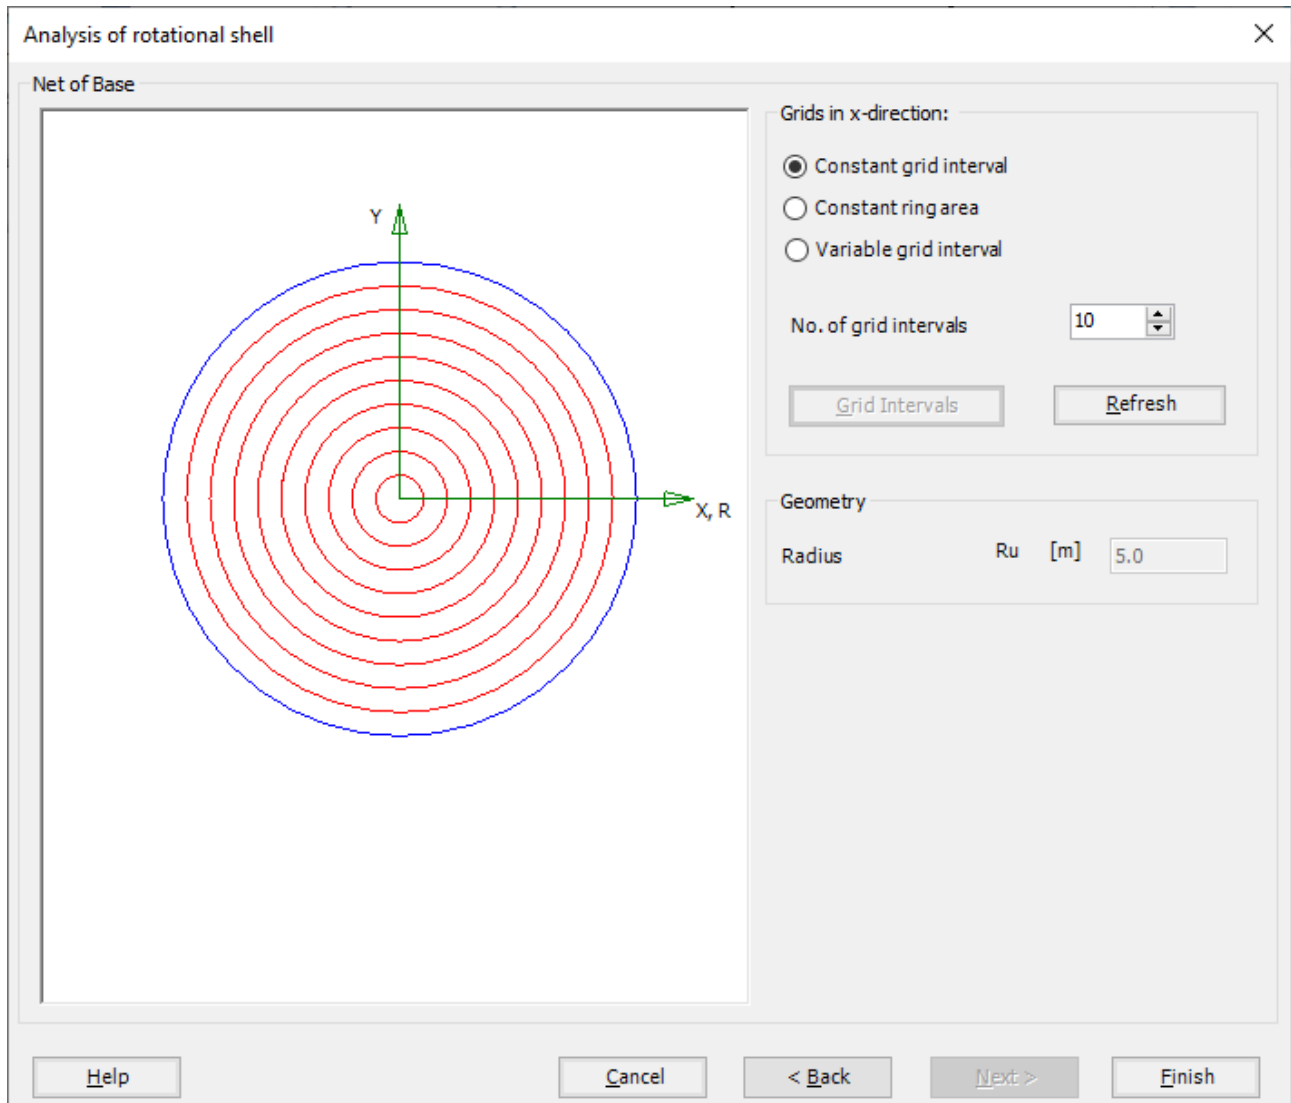 Analysis of rotational shell
Net of Base
Y
X, R
Grids in x-direction:
Constant grid interval
Constant ring area
Variable grid interval
No. of grid intervals 10
Grid Intervals Refresh
Geometry
Radius Ru [m] 5.0
Help Cancel < Back Next > Finish